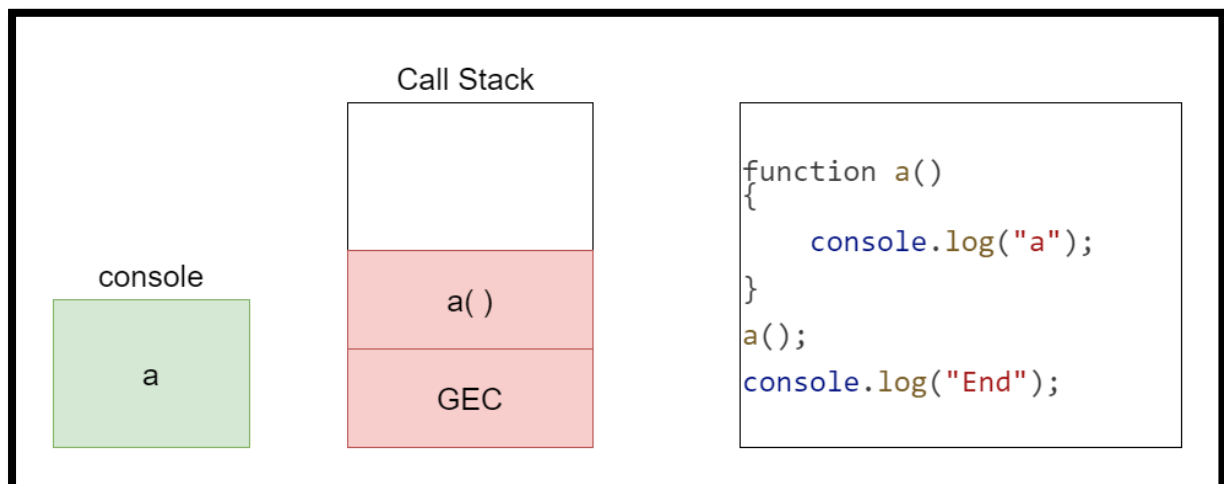 console
a
Call Stack
a( )
GEC
function a()
{
    console.log("a");
}
a();
console.log("End");